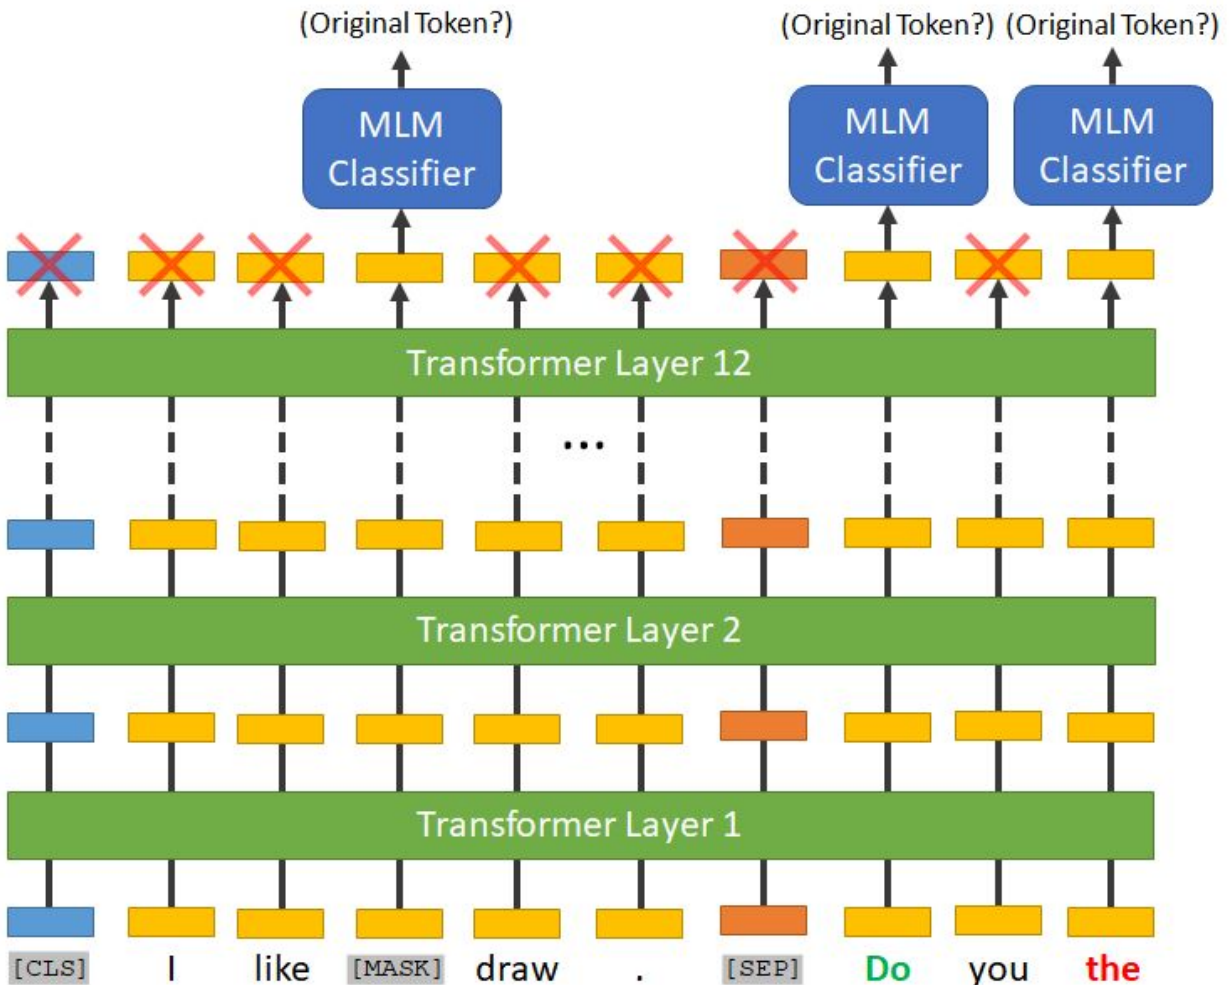 (Original Token?) (Original Token?) (Original Token?)
MLM
Classifier
MLM
Classifier
MLM
Classifier
Transformer Layer 12
...
Transformer Layer 2
Transformer Layer 1
[CLS] I like [MASK] draw . [SEP] Do you the